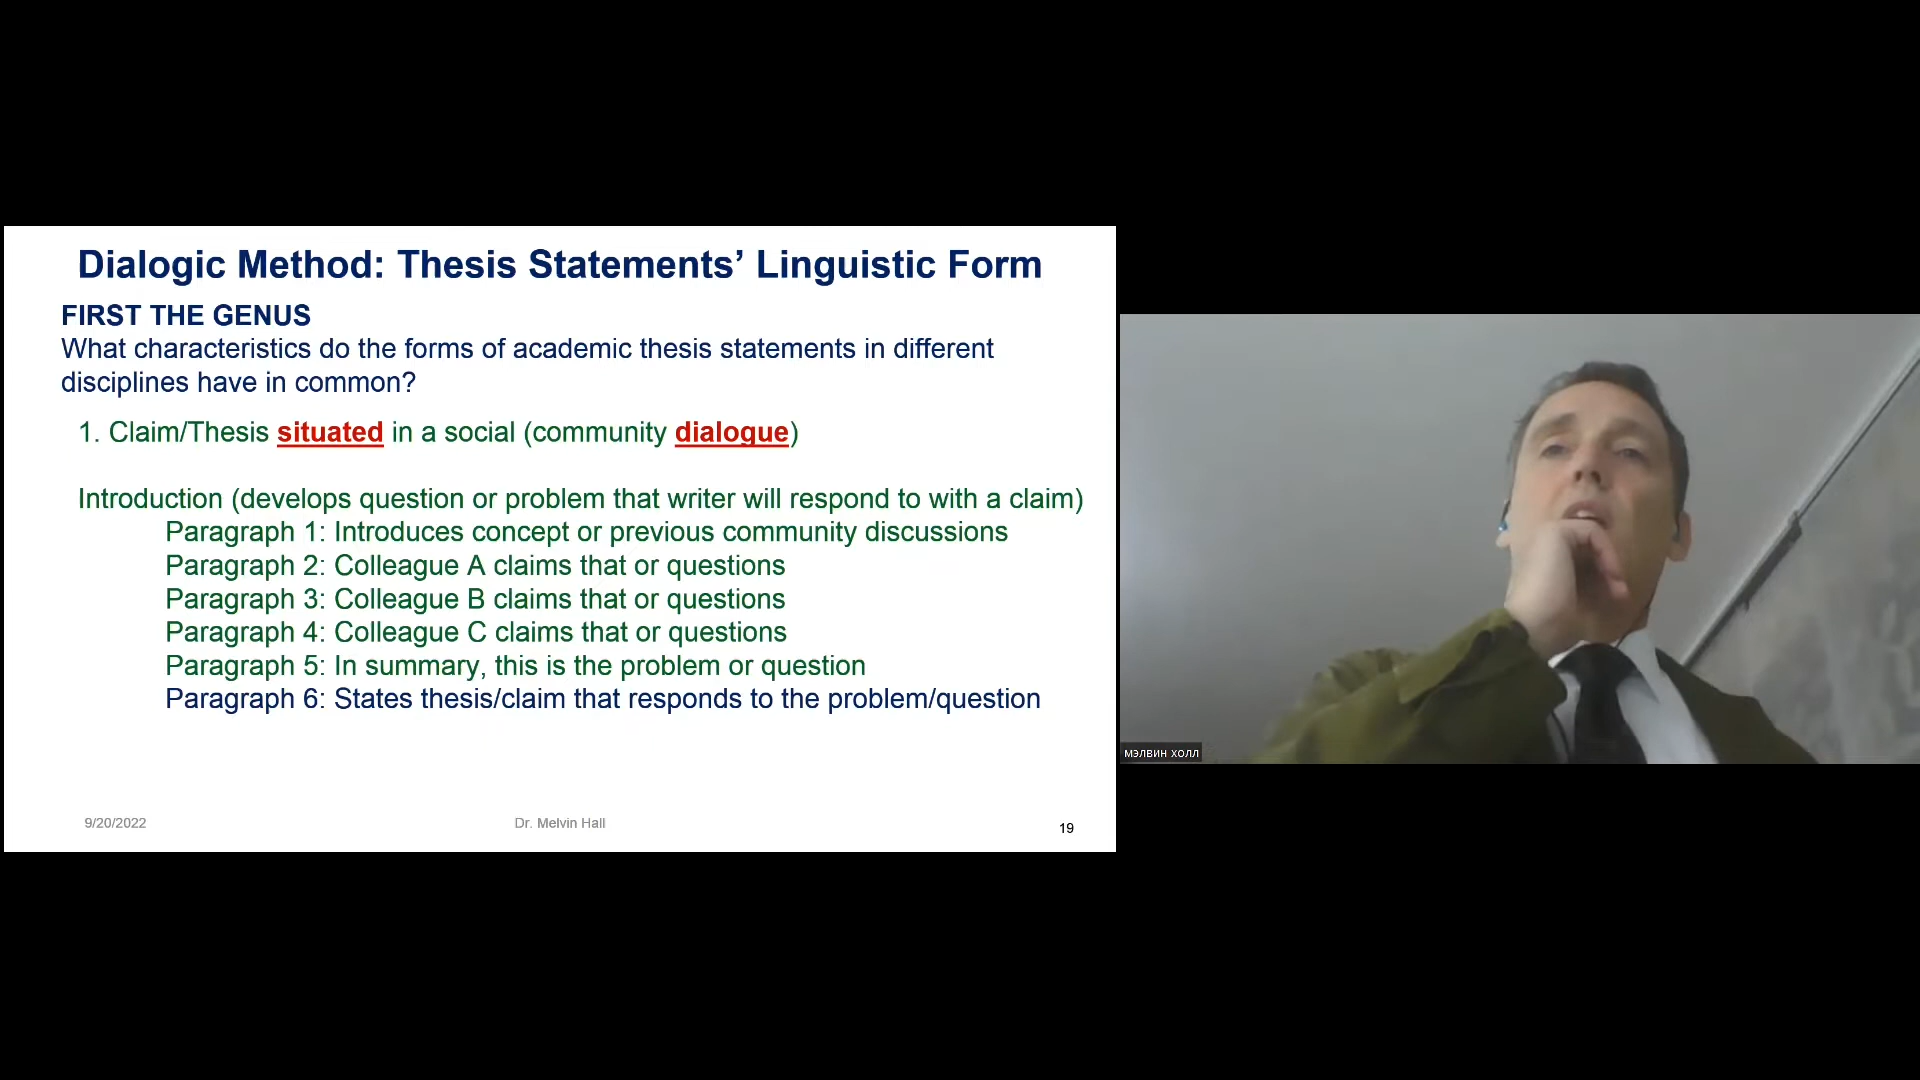 Dialogic Method: Thesis Statements’ Linguistic Form
FIRST THE GENUS
What characteristics do the forms of academic thesis statements in different
disciplines have in common?
1. Claim/Thesis situated in a social (community dialogue)
Introduction (develops question or problem that writer will respond to with a claim)
Paragraph 1: Introduces concept or previous community discussions
Paragraph 2: Colleague A claims that or questions
Paragraph 3: Colleague B claims that or questions
Paragraph 4: Colleague C claims that or questions
Paragraph 5: In summary, this is the problem or question
Paragraph 6: States thesis/claim that responds to the problem/question
9/20/2022
Dr. Melvin Hall
19
мэлвин холл